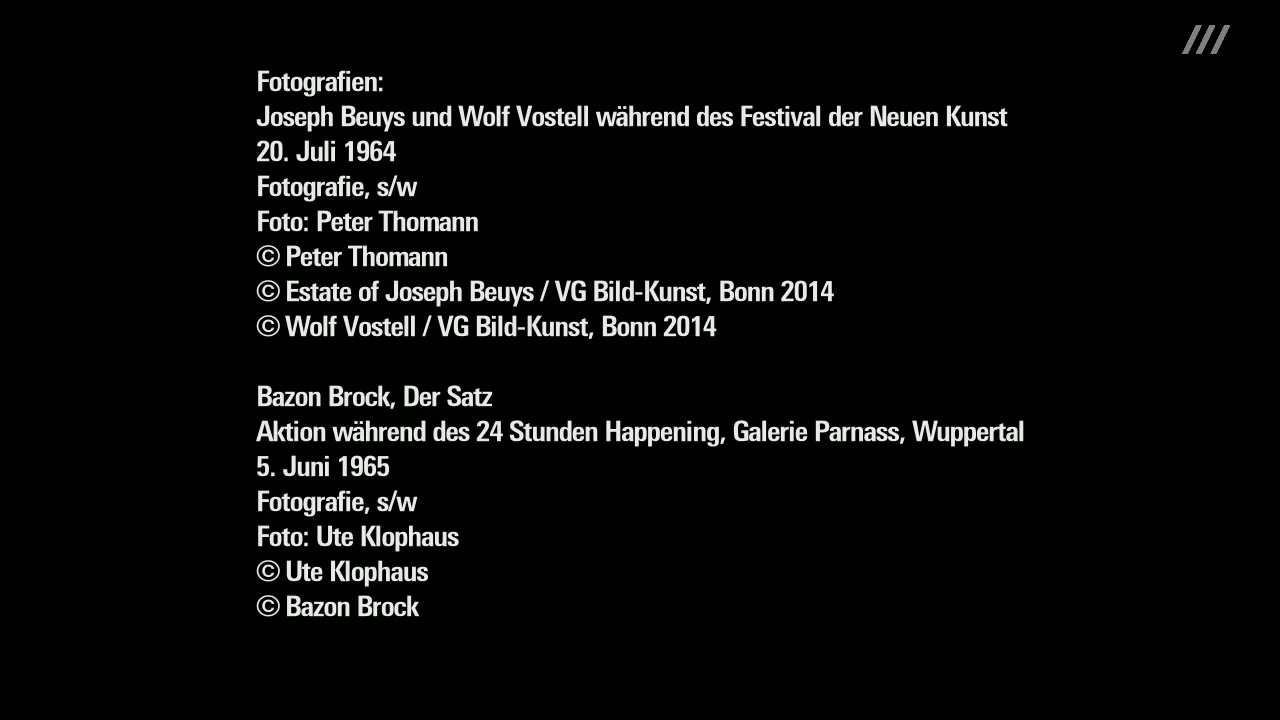 Fotografien:
Joseph Beuys und Wolf Vostell während des Festival der Neuen Kunst
20. Juli 1964
Fotografie, s/w
Foto: Peter Thomann
© Peter Thomann
© Estate of Joseph Beuys / VG Bild-Kunst, Bonn 2014
© Wolf Vostell / VG Bild-Kunst, Bonn 2014

Bazon Brock, Der Satz
Aktion während des 24 Stunden Happening, Galerie Parnass, Wuppertal
5. Juni 1965
Fotografie, s/w
Foto: Ute Klophaus
© Ute Klophaus
© Bazon Brock